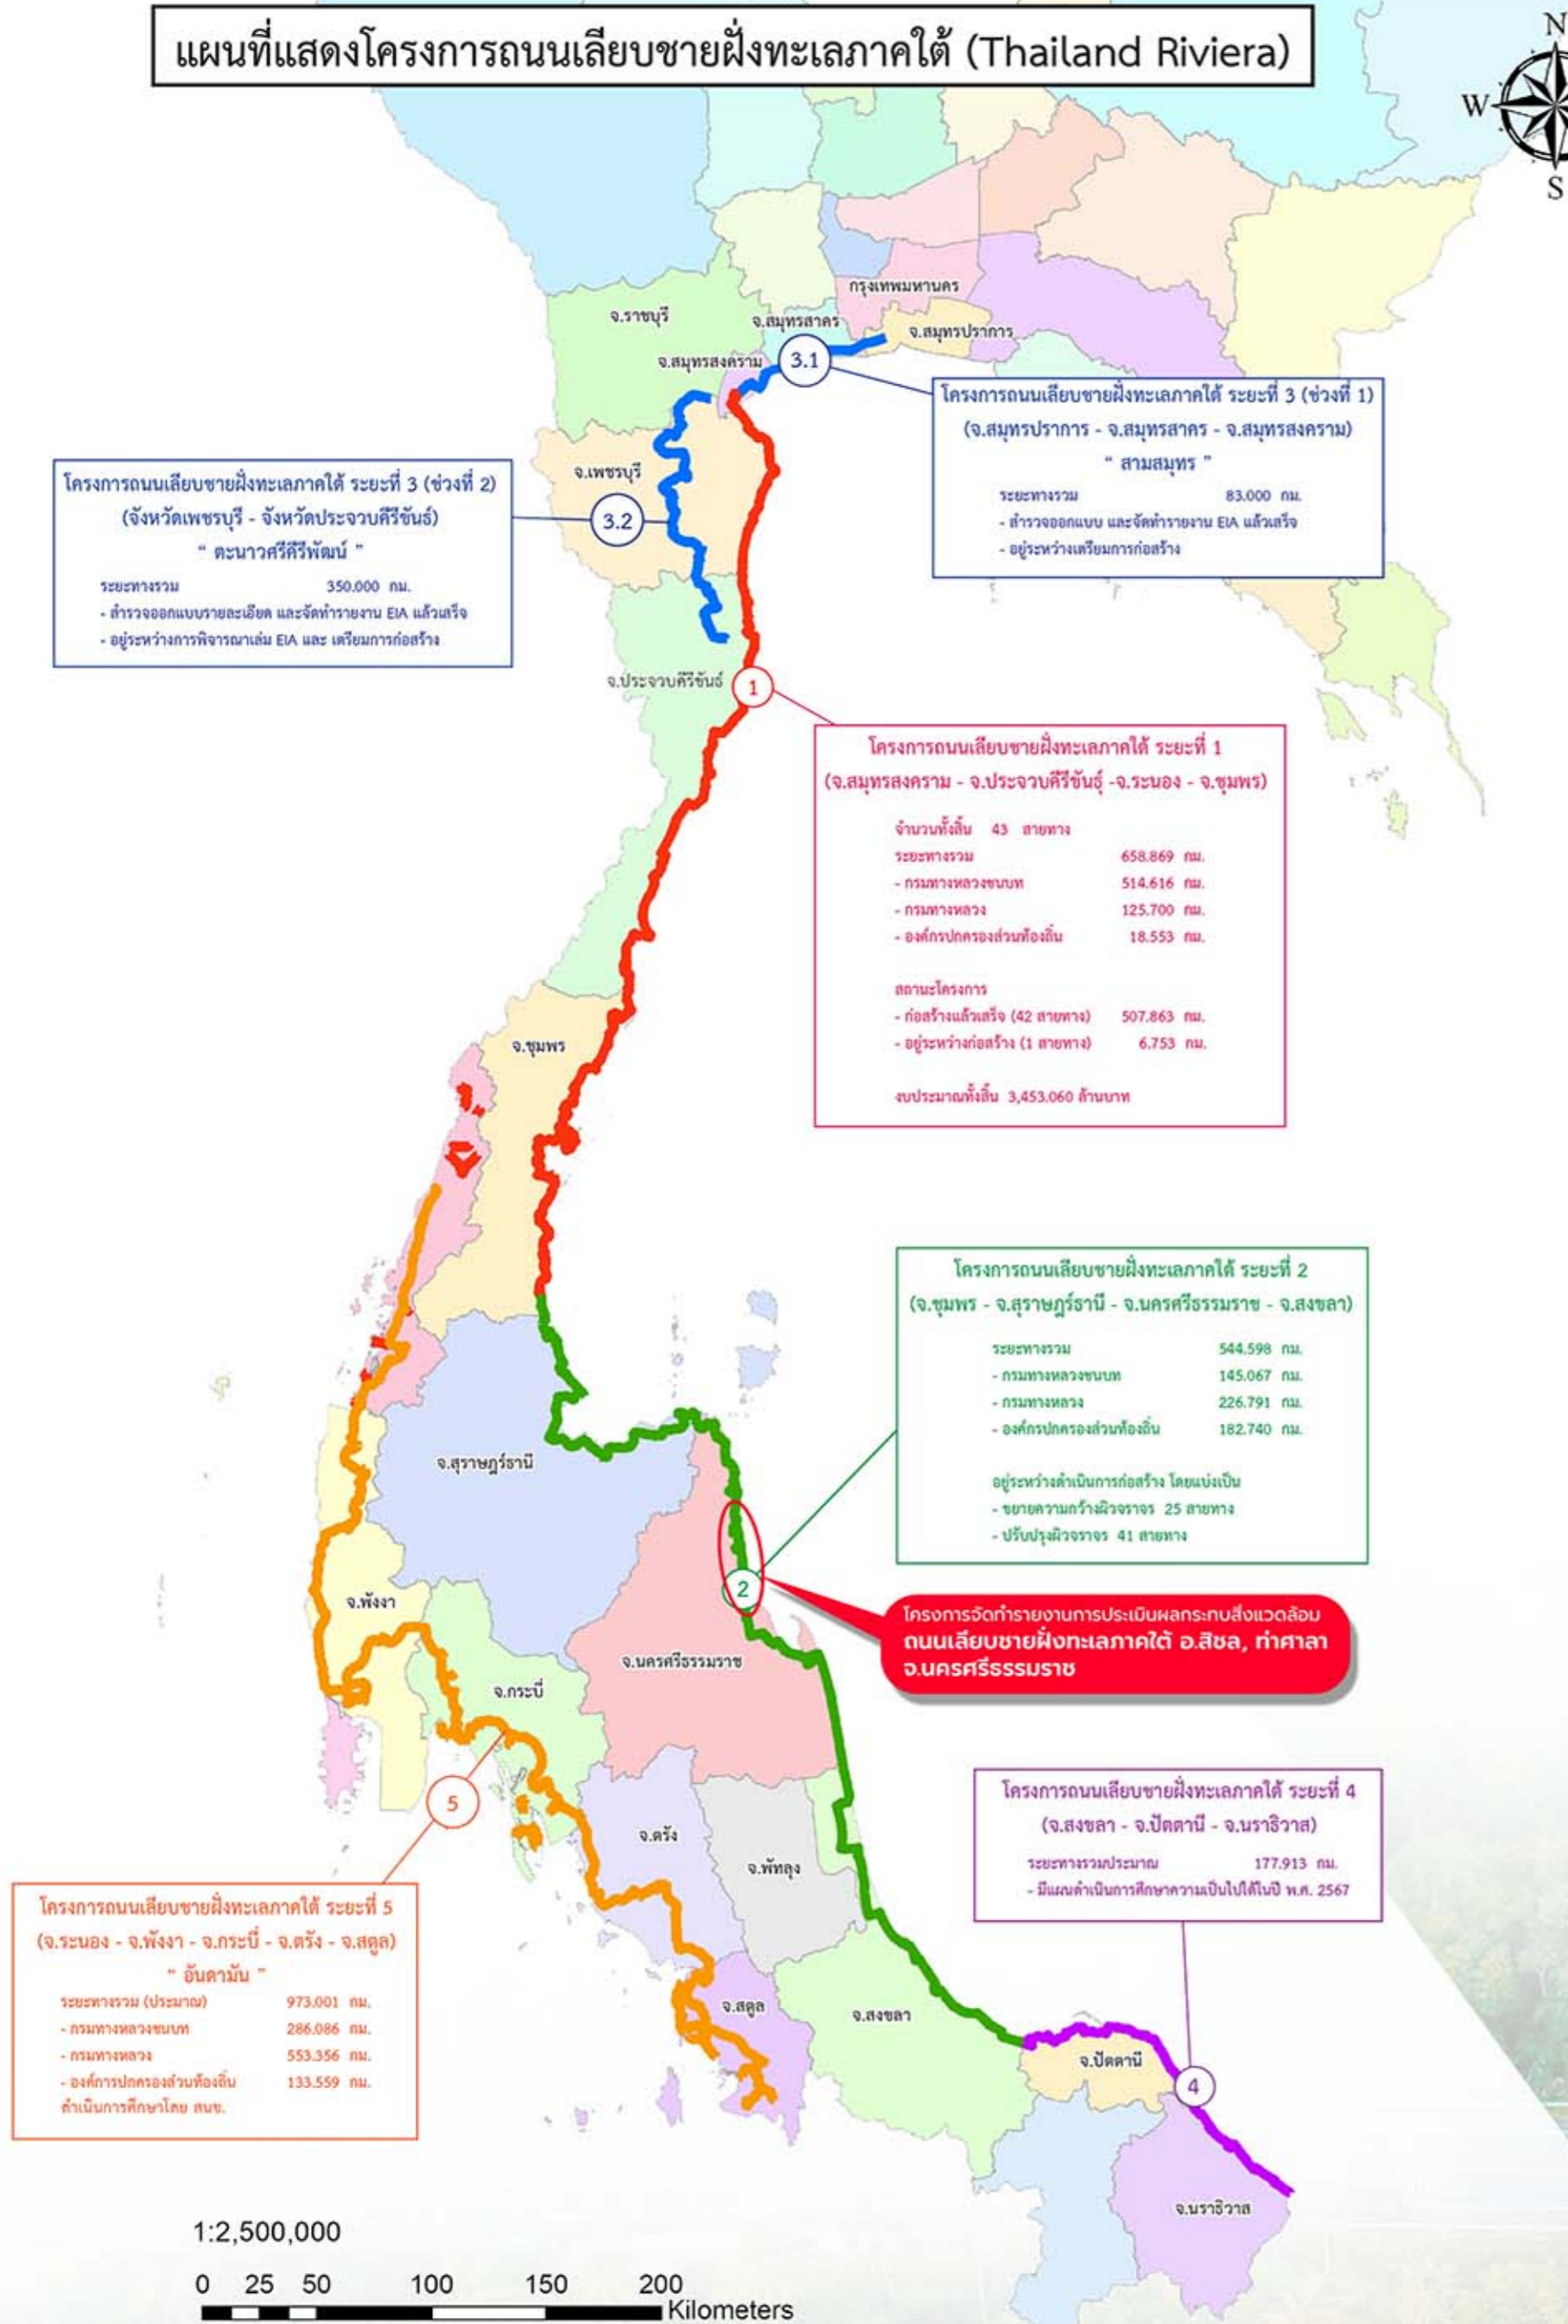 แผนที่แสดงโครงการถนนเลียบชายฝั่งทะเลภาคใต้ (Thailand Riviera)
N
W
S
กรุงเทพมหานคร
จ.ราชบุรี
จ.สมุทรสาคร
จ.สมุทรปราการ
จ.สมุทรสงคราม
3.1
โครงการถนนเลียบชายฝั่งทะเลภาคใต้ ระยะที่ 3 (ช่วงที่ 1)
(จ.สมุทรปราการ - จ.สมุทรสาคร - จ.สมุทรสงคราม)
" สามสมุทร "
ระยะทางรวม 83.000 กม.
- สำรวจออกแบบ และจัดทำรายงาน EIA แล้วเสร็จ
- อยู่ระหว่างเตรียมการก่อสร้าง
จ.เพชรบุรี
3.2
โครงการถนนเลียบชายฝั่งทะเลภาคใต้ ระยะที่ 3 (ช่วงที่ 2)
(จังหวัดเพชรบุรี - จังหวัดประจวบคีรีขันธ์)
" ตะนาวศรีคีรีพัฒน์ "
ระยะทางรวม 350.000 กม.
- สำรวจออกแบบรายละเอียด และจัดทำรายงาน EIA แล้วเสร็จ
- อยู่ระหว่างการพิจารณาเล่ม EIA และ เตรียมการก่อสร้าง
จ.ประจวบคีรีขันธ์
1
โครงการถนนเลียบชายฝั่งทะเลภาคใต้ ระยะที่ 1
(จ.สมุทรสงคราม - จ.ประจวบคีรีขันธุ์ -จ.ระนอง - จ.ชุมพร)
จำนวนทั้งสิ้น 43 สายทาง
ระยะทางรวม 658.869 กม.
- กรมทางหลวงชนบท 514.616 กม.
- กรมทางหลวง 125.700 กม.
- องค์กรปกครองส่วนท้องถิ่น 18.553 กม.
สถานะโครงการ
- ก่อสร้างแล้วเสร็จ (42 สายทาง) 507.863 กม.
- อยู่ระหว่างก่อสร้าง (1 สายทาง) 6.753 กม.
งบประมาณทั้งสิ้น 3,453.060 ล้านบาท
จ.ชุมพร
โครงการถนนเลียบชายฝั่งทะเลภาคใต้ ระยะที่ 2
(จ.ชุมพร - จ.สุราษฎร์ธานี - จ.นครศรีธรรมราช - จ.สงขลา)
ระยะทางรวม 544.598 กม.
- กรมทางหลวงชนบท 145.067 กม.
- กรมทางหลวง 226.791 กม.
- องค์กรปกครองส่วนท้องถิ่น 182.740 กม.
อยู่ระหว่างดำเนินการก่อสร้าง โดยแบ่งเป็น
- ขยายความกว้างผิวจราจร 25 สายทาง
- ปรับปรุงผิวจราจร 41 สายทาง
จ.สุราษฎร์ธานี
2
โครงการจัดทำรายงานการประเมินผลกระทบสิ่งแวดล้อม
ถนนเลียบชายฝั่งทะเลภาคใต้ อ.สิชล, ท่าศาลา
จ.นครศรีธรรมราช
จ.พังงา
จ.นครศรีธรรมราช
จ.กระบี่
5
จ.ตรัง
จ.พัทลุง
โครงการถนนเลียบชายฝั่งทะเลภาคใต้ ระยะที่ 4
(จ.สงขลา - จ.ปัตตานี - จ.นราธิวาส)
ระยะทางรวมประมาณ 177.913 กม.
- มีแผนดำเนินการศึกษาความเป็นไปได้ในปี พ.ศ. 2567
โครงการถนนเลียบชายฝั่งทะเลภาคใต้ ระยะที่ 5
(จ.ระนอง - จ.พังงา - จ.กระบี่ - จ.ตรัง - จ.สตูล)
" อันดามัน "
ระยะทางรวม (ประมาณ) 973.001 กม.
- กรมทางหลวงชนบท 286.086 กม.
- กรมทางหลวง 553.356 กม.
- องค์การปกครองส่วนท้องถิ่น 133.559 กม.
ดำเนินการศึกษาโดย สนข.
จ.สตูล
จ.สงขลา
จ.ปัตตานี
4
จ.นราธิวาส
1:2,500,000
0 25 50 100 150 200
Kilometers